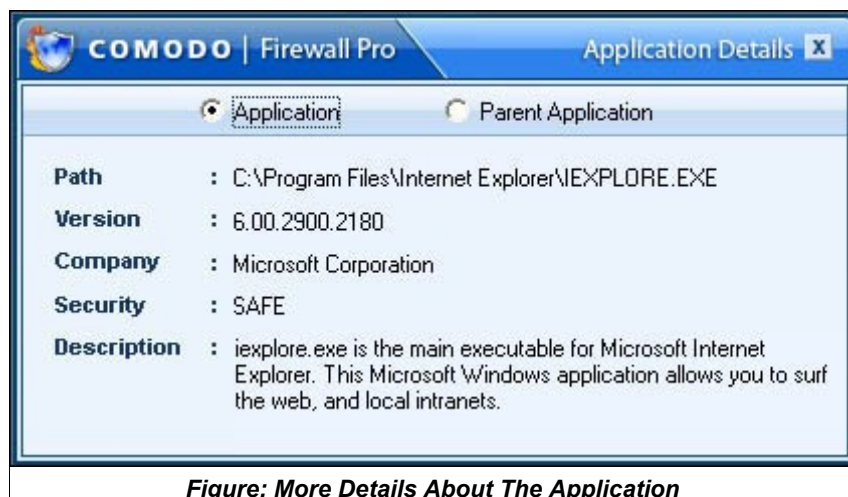 COMODO | Firewall Pro Application Details X
Application Parent Application
Path : C:\Program Files\Internet Explorer\IEXPLORE.EXE
Version : 6.00.2900.2180
Company : Microsoft Corporation
Security : SAFE
Description : iexplore.exe is the main executable for Microsoft Internet
Explorer. This Microsoft Windows application allows you to surf
the web, and local intranets.
Figure: More Details About The Application